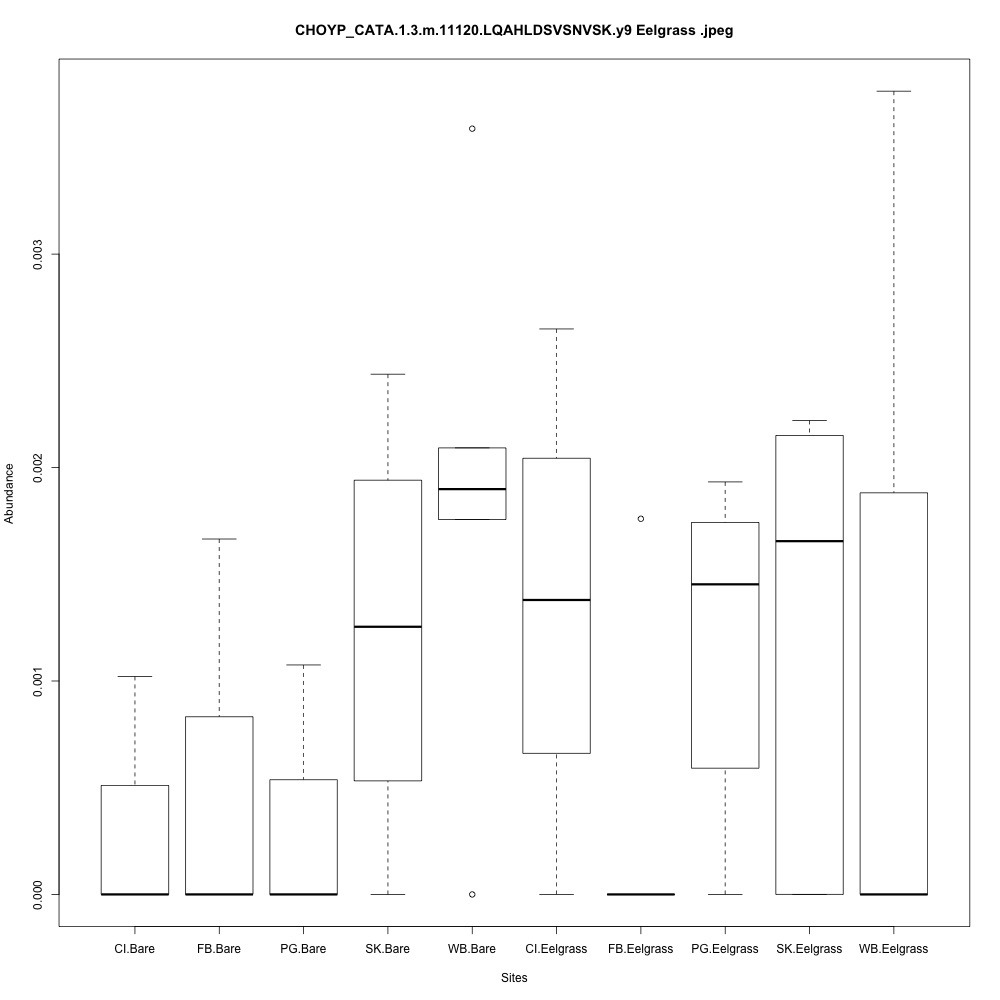 CHOYP_CATA.1.3.m.11120.LQAHLDSVSNVSK.y9 Eelgrass .jpeg
Abundance
0.003
0.002
0.001
0.000
CI.Bare FB.Bare PG.Bare SK.Bare WB.Bare CI.Eelgrass FB.Eelgrass PG.Eelgrass SK.Eelgrass WB.Eelgrass
Sites